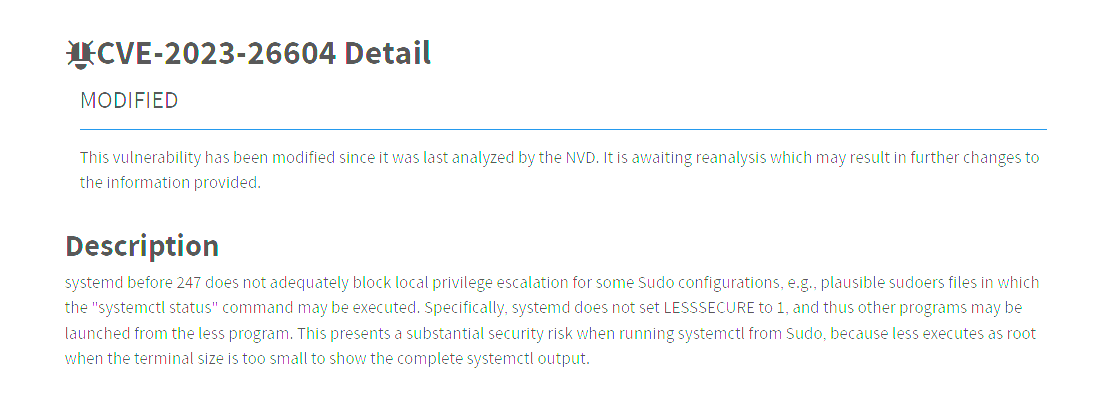 CVE-2023-26604 Detail
MODIFIED
This vulnerability has been modified since it was last analyzed by the NVD. It is awaiting reanalysis which may result in further changes to
the information provided.
Description
systemd before 247 does not adequately block local privilege escalation for some Sudo configurations, e.g., plausible sudoers files in which
the "systemctl status" command may be executed. Specifically, systemd does not set LESSSECURE to 1, and thus other programs may be
launched from the less program. This presents a substantial security risk when running systemctl from Sudo, because less executes as root
when the terminal size is too small to show the complete systemctl output.